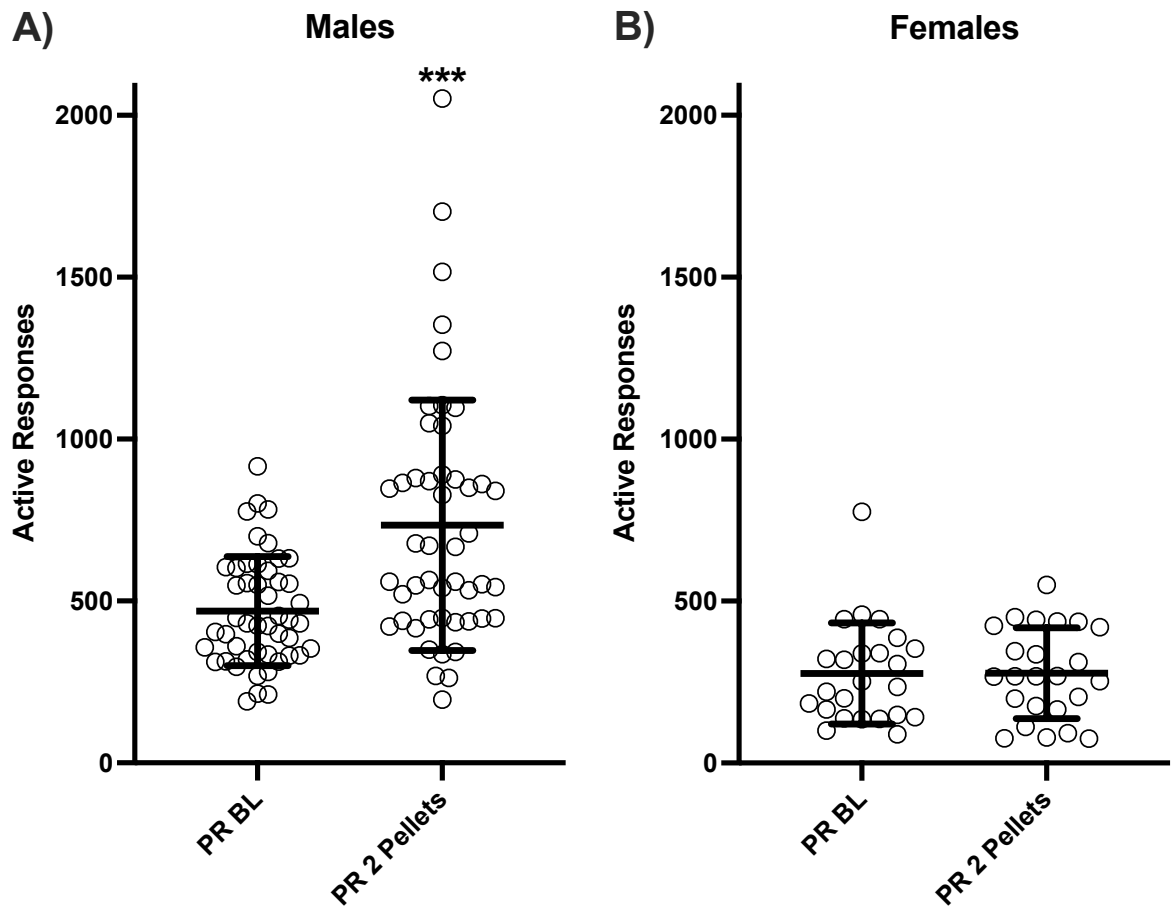 A)
Males
***
2000
1500
1000
500
0
Active Responses
PR BL
PR 2 Pellets
B)
Females
2000
1500
1000
500
0
Active Responses
PR BL
PR 2 Pellets